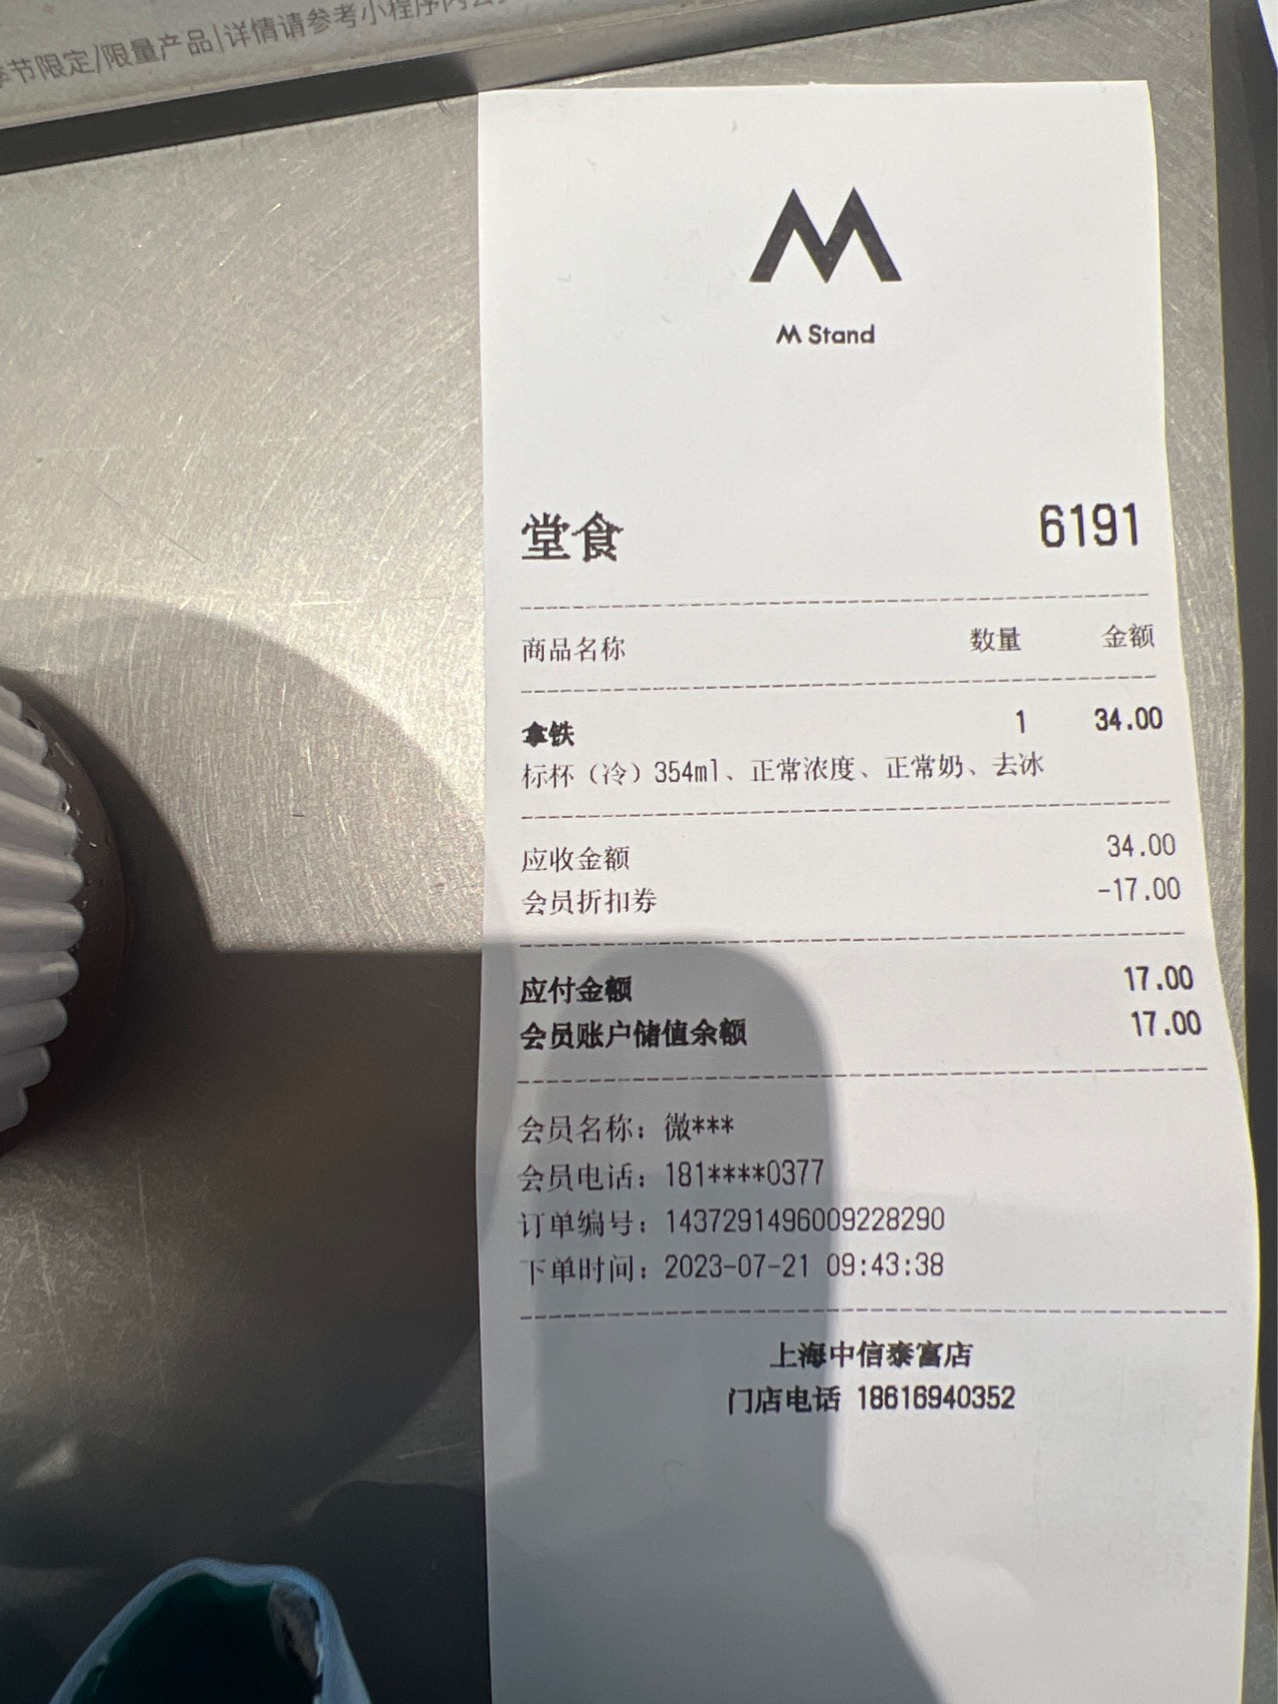 季节限定/限量产品|详情请参考小程序内
M Stand
堂食 6191
商品名称 数量 金额
拿铁 1 34.00
标杯（冷）354ml、正常浓度、正常奶、去冰
应收金额 34.00
会员折扣券 -17.00
应付金额 17.00
会员账户储值余额 17.00
会员名称：微***
会员电话：181****0377
订单编号：1437291496009228290
下单时间：2023-07-21 09:43:38
上海中信泰富店
门店电话 18616940352